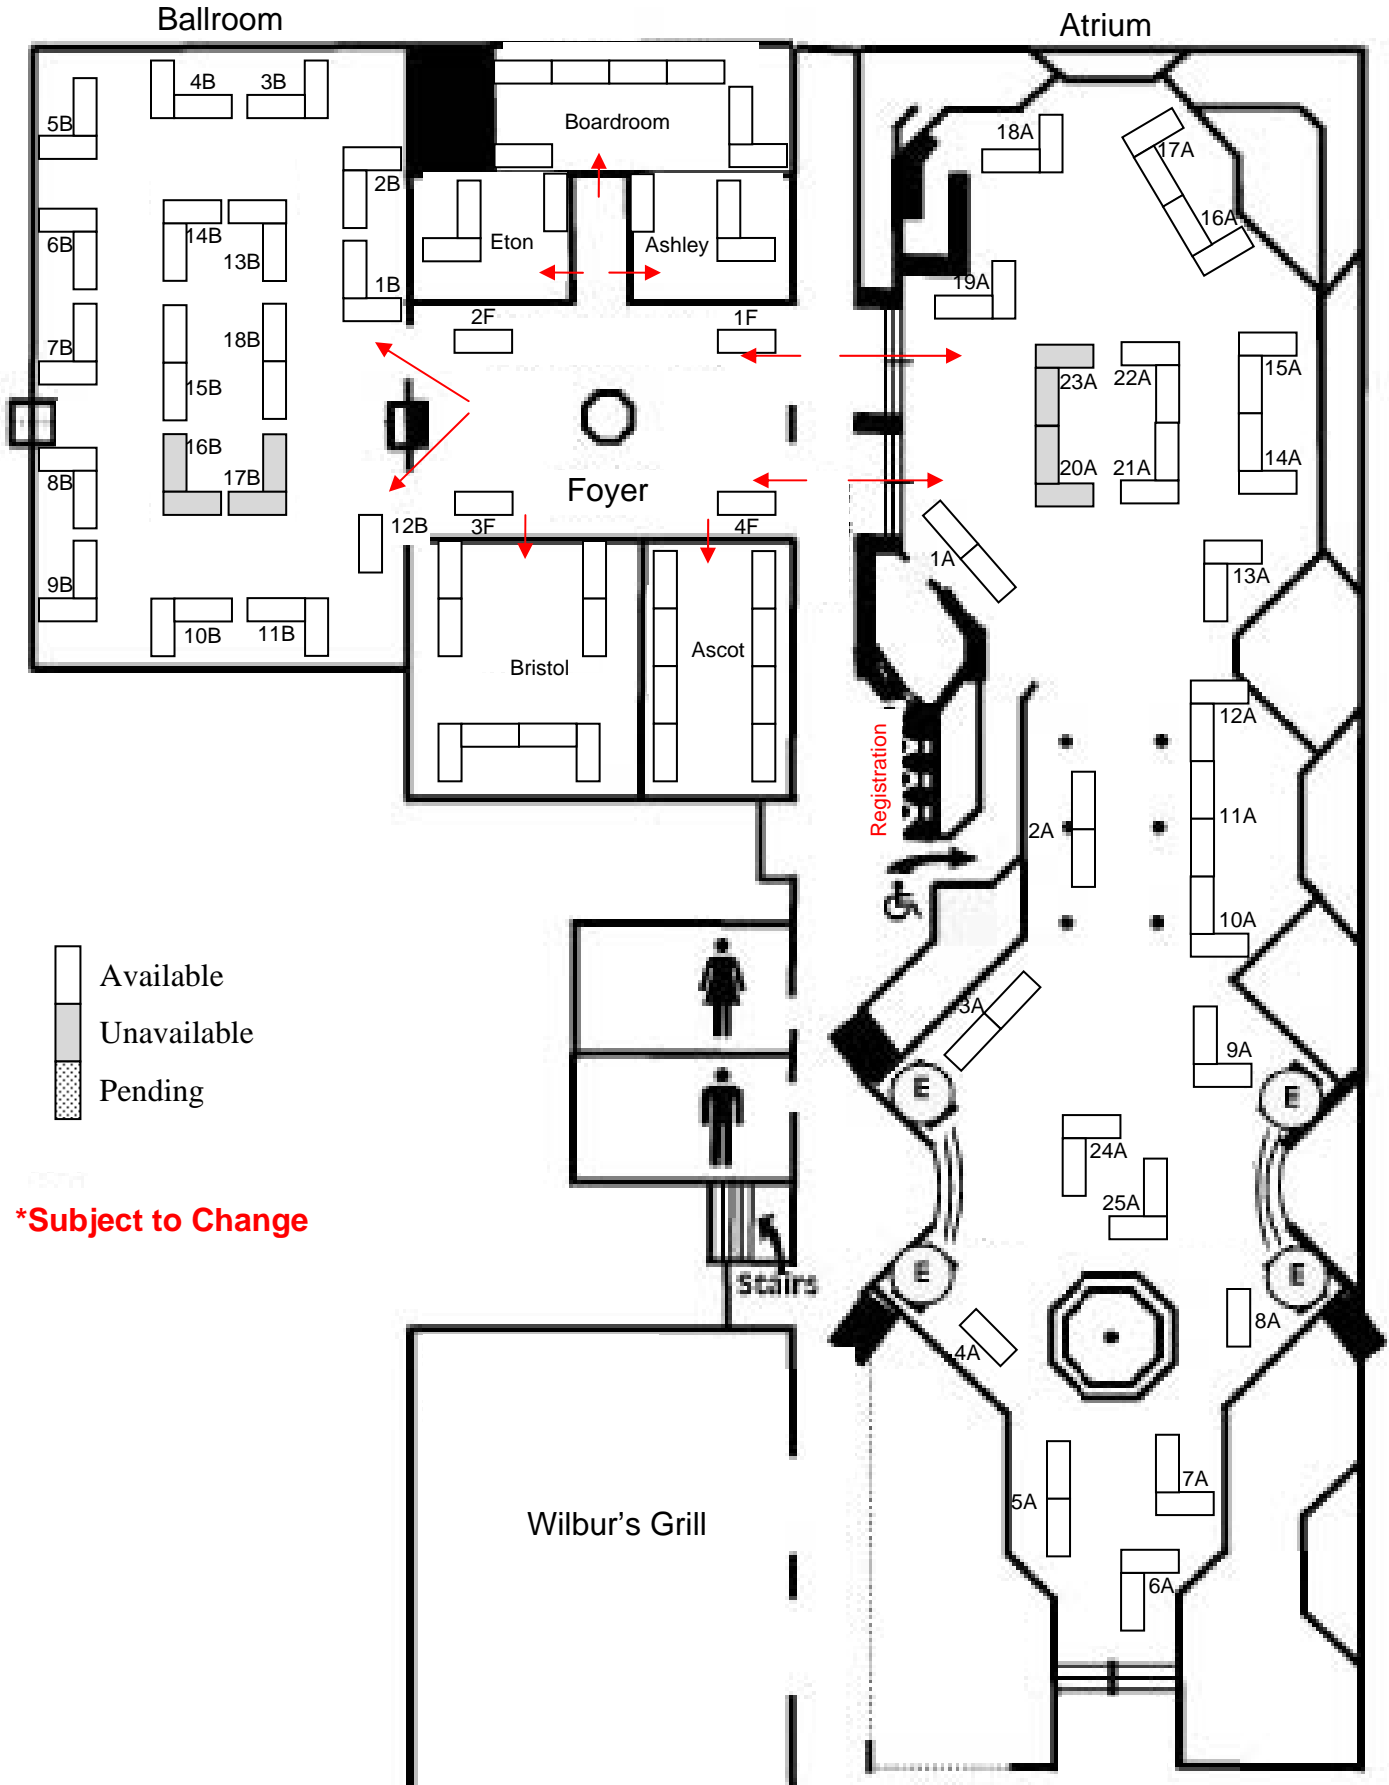 Ballroom
Atrium
4B
3B
5B
Boardroom
18A
17A
2B
16A
14B
6B
13B
Eton
Ashley
1B
19A
2F
1F
7B
18B
15B
23A
22A
15A
16B
17B
8B
20A
21A
14A
Foyer
12B
3F
4F
1A
13A
9B
10B
11B
Bristol
Ascot
12A
Registration
2A
11A
10A
Available
Unavailable
Pending
3A
9A
E
E
24A
25A
*Subject to Change
E
E
Stairs
8A
4A
7A
5A
Wilbur's Grill
6A